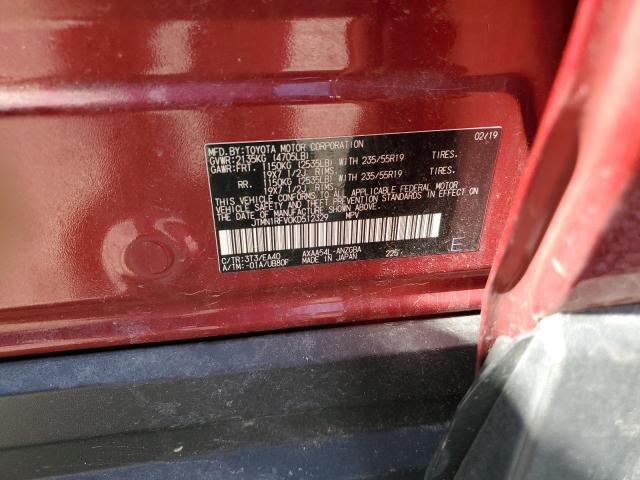 MFD. BY: TOYOTA MOTOR CORPORATION 02/19
GVWR: 2135KG (4705LB)
GAWR: FRT. 1150KG (2535LB) WITH 235/55R19 TIRES.
19X7 1/2J RIMS.
RR. 1150KG (2535LB) WITH 235/55R19 TIRES.
19X7 1/2J RIMS.
THIS VEHICLE CONFORMS TO ALL APPLICABLE FEDERAL MOTOR
VEHICLE SAFETY AND THEFT PREVENTION STANDARDS IN EFFECT ON
THE DATE OF MANUFACTURE SHOWN ABOVE.
JTMN1RFV0KD512329 MPV
E
C/TR: 3T3/EA40 AXAA54L-ANZGBA 225
A/TM: -01A/UB80F MADE IN JAPAN